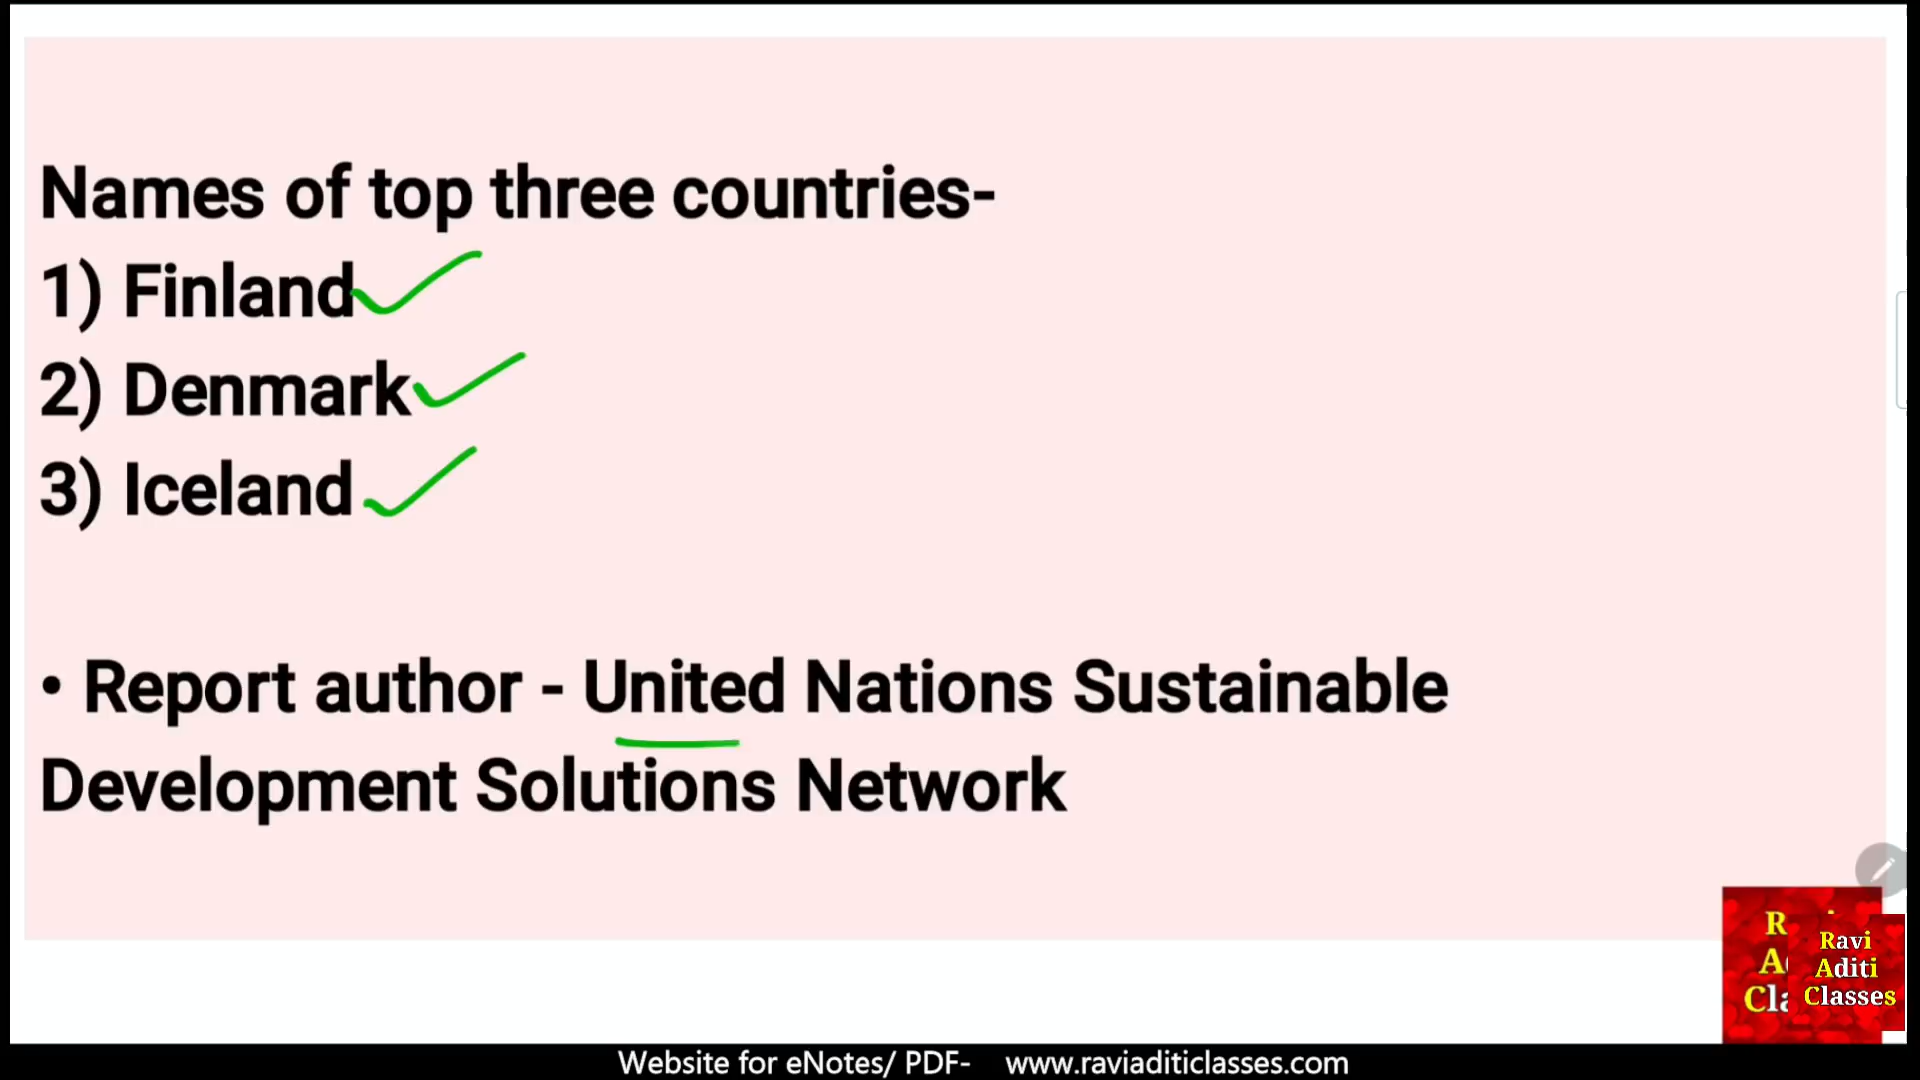 Names of top three countries-
1) Finland
2) Denmark
3) Iceland
• Report author - United Nations Sustainable
Development Solutions Network
Ravi
Aditi
Classes
Website for eNotes/ PDF- www.raviaditiclasses.com